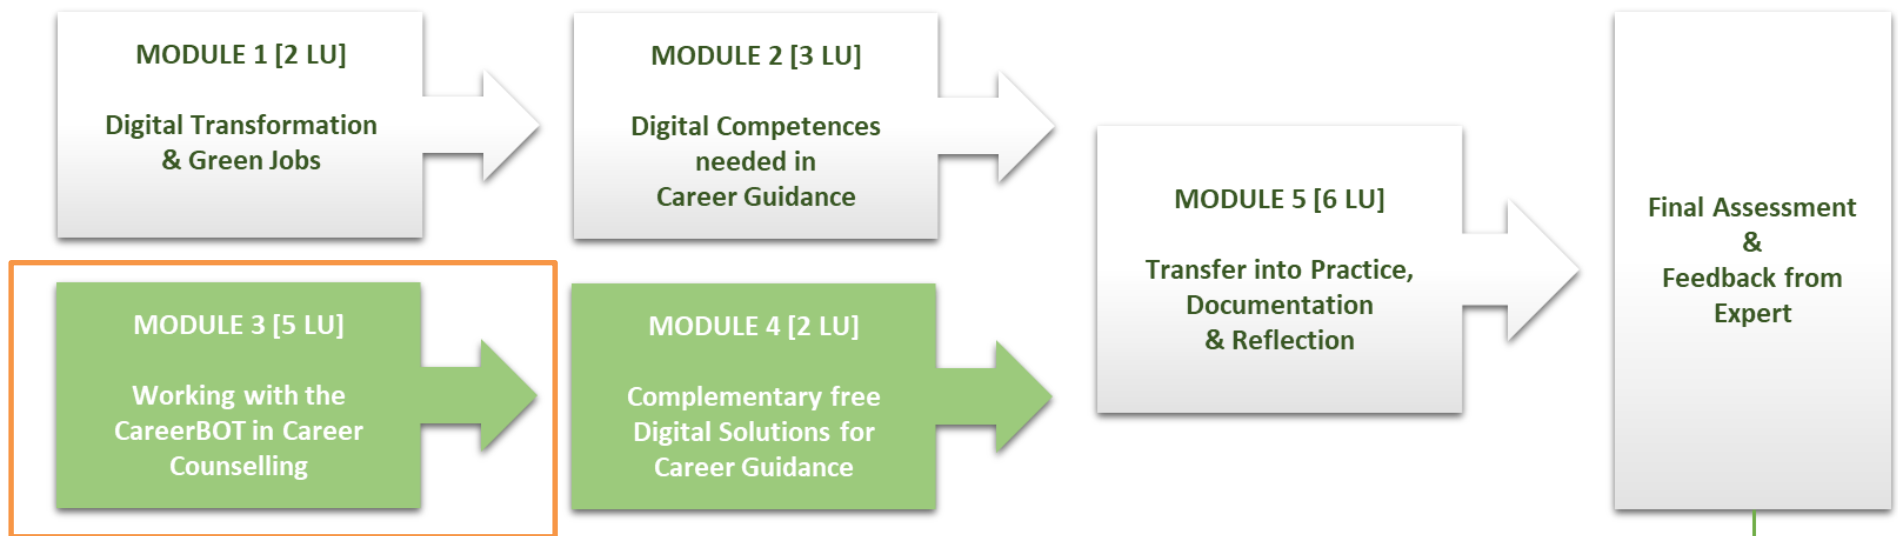 MODULE 1 [2 LU]
Digital Transformation
& Green Jobs
MODULE 2 [3 LU]
Digital Competences
needed in
Career Guidance
MODULE 3 [5 LU]
Working with the
CareerBOT in Career
Counselling
MODULE 4 [2 LU]
Complementary free
Digital Solutions for
Career Guidance
MODULE 5 [6 LU]
Transfer into Practice,
Documentation
& Reflection
Final Assessment
&
Feedback from
Expert